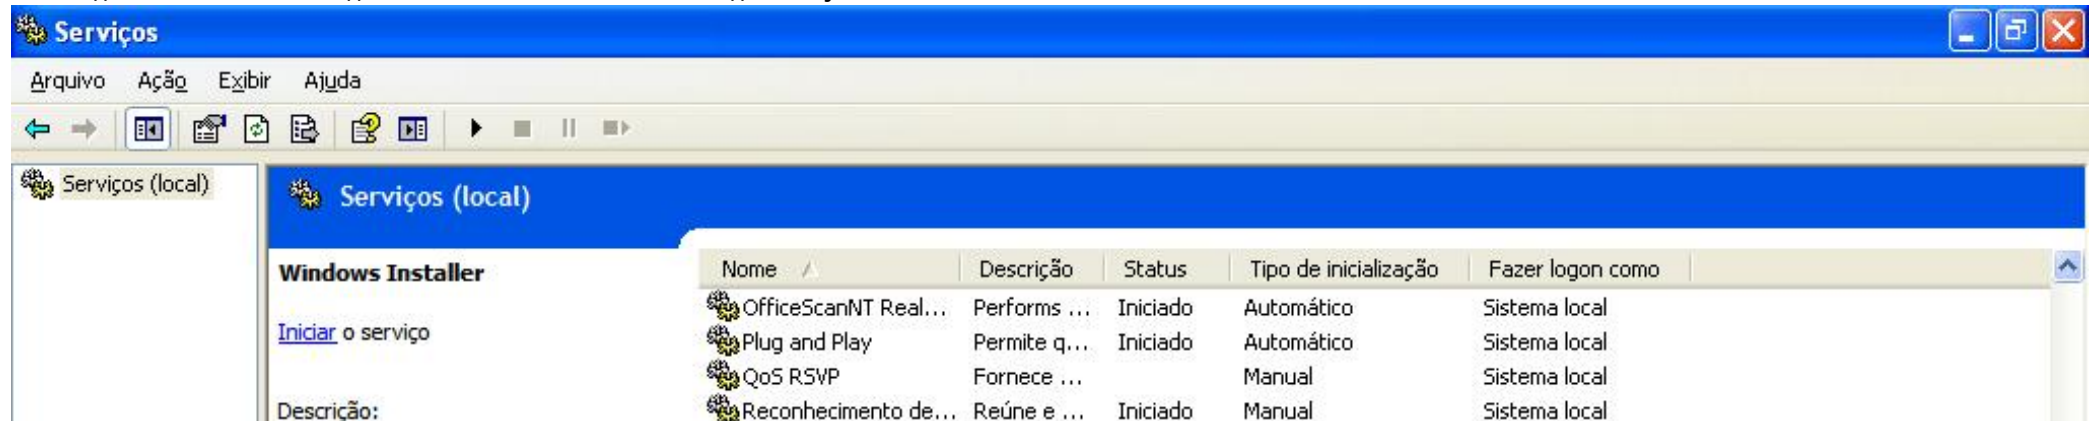 Serviços
Arquivo Ação Exibir Ajuda
Serviços (local)
Serviços (local)
Windows Installer
Iniciar o serviço
Descrição:
Nome Descrição Status Tipo de inicialização Fazer logon como
OfficeScanNT Real... Performs ... Iniciado Automático Sistema local
Plug and Play Permite q... Iniciado Automático Sistema local
QoS RSVP Fornece ... Manual Sistema local
Reconhecimento de... Reúne e ... Iniciado Manual Sistema local